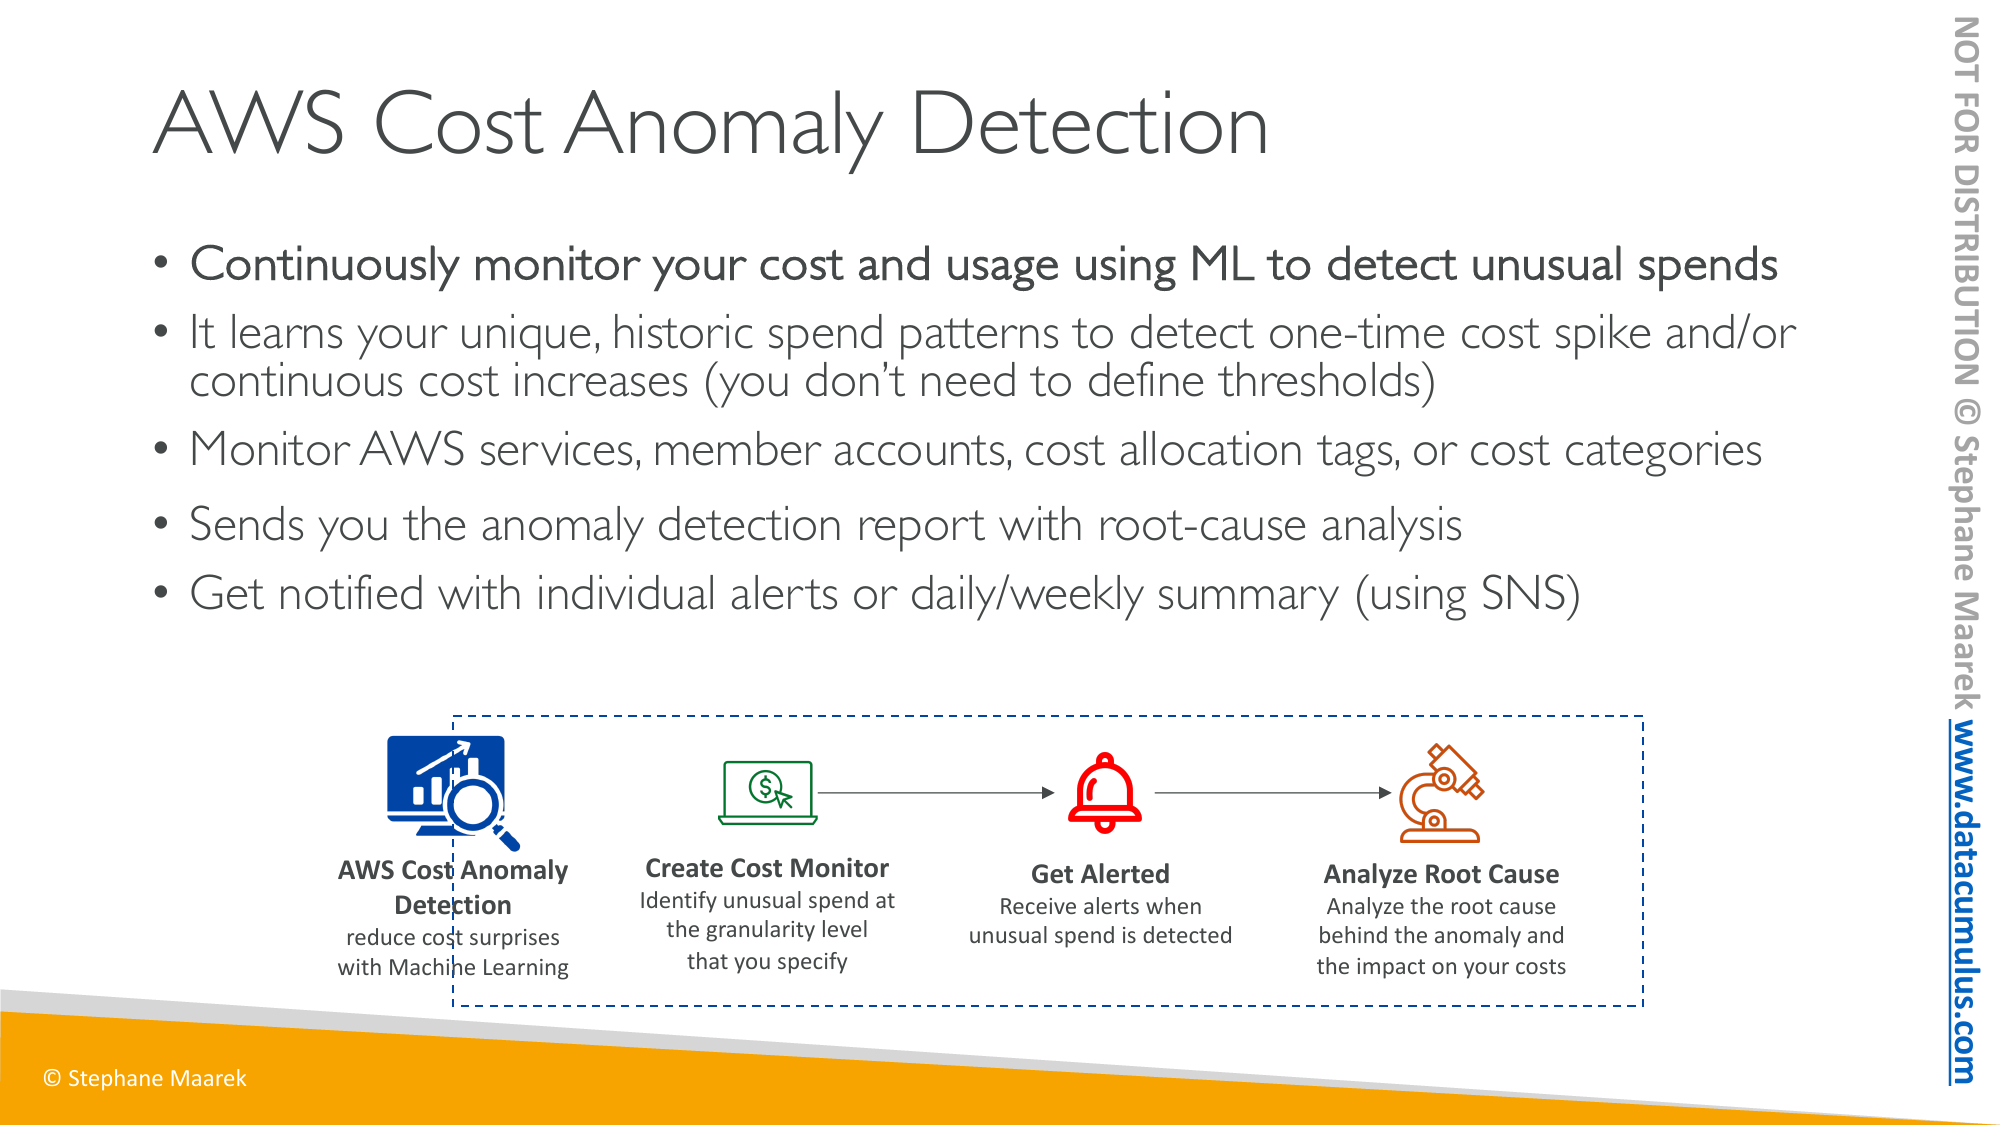 AWS Cost Anomaly Detection
• Continuously monitor your cost and usage using ML to detect unusual spends
• It learns your unique, historic spend patterns to detect one-time cost spike and/or
continuous cost increases (you don’t need to define thresholds)
• Monitor AWS services, member accounts, cost allocation tags, or cost categories
• Sends you the anomaly detection report with root-cause analysis
• Get notified with individual alerts or daily/weekly summary (using SNS)
$
AWS Cost Anomaly
Detection
reduce cost surprises
with Machine Learning
Create Cost Monitor
Identify unusual spend at
the granularity level
that you specify
Get Alerted
Receive alerts when
unusual spend is detected
Analyze Root Cause
Analyze the root cause
behind the anomaly and
the impact on your costs
© Stephane Maarek
NOT FOR DISTRIBUTION © Stephane Maarek www.datacumulus.com